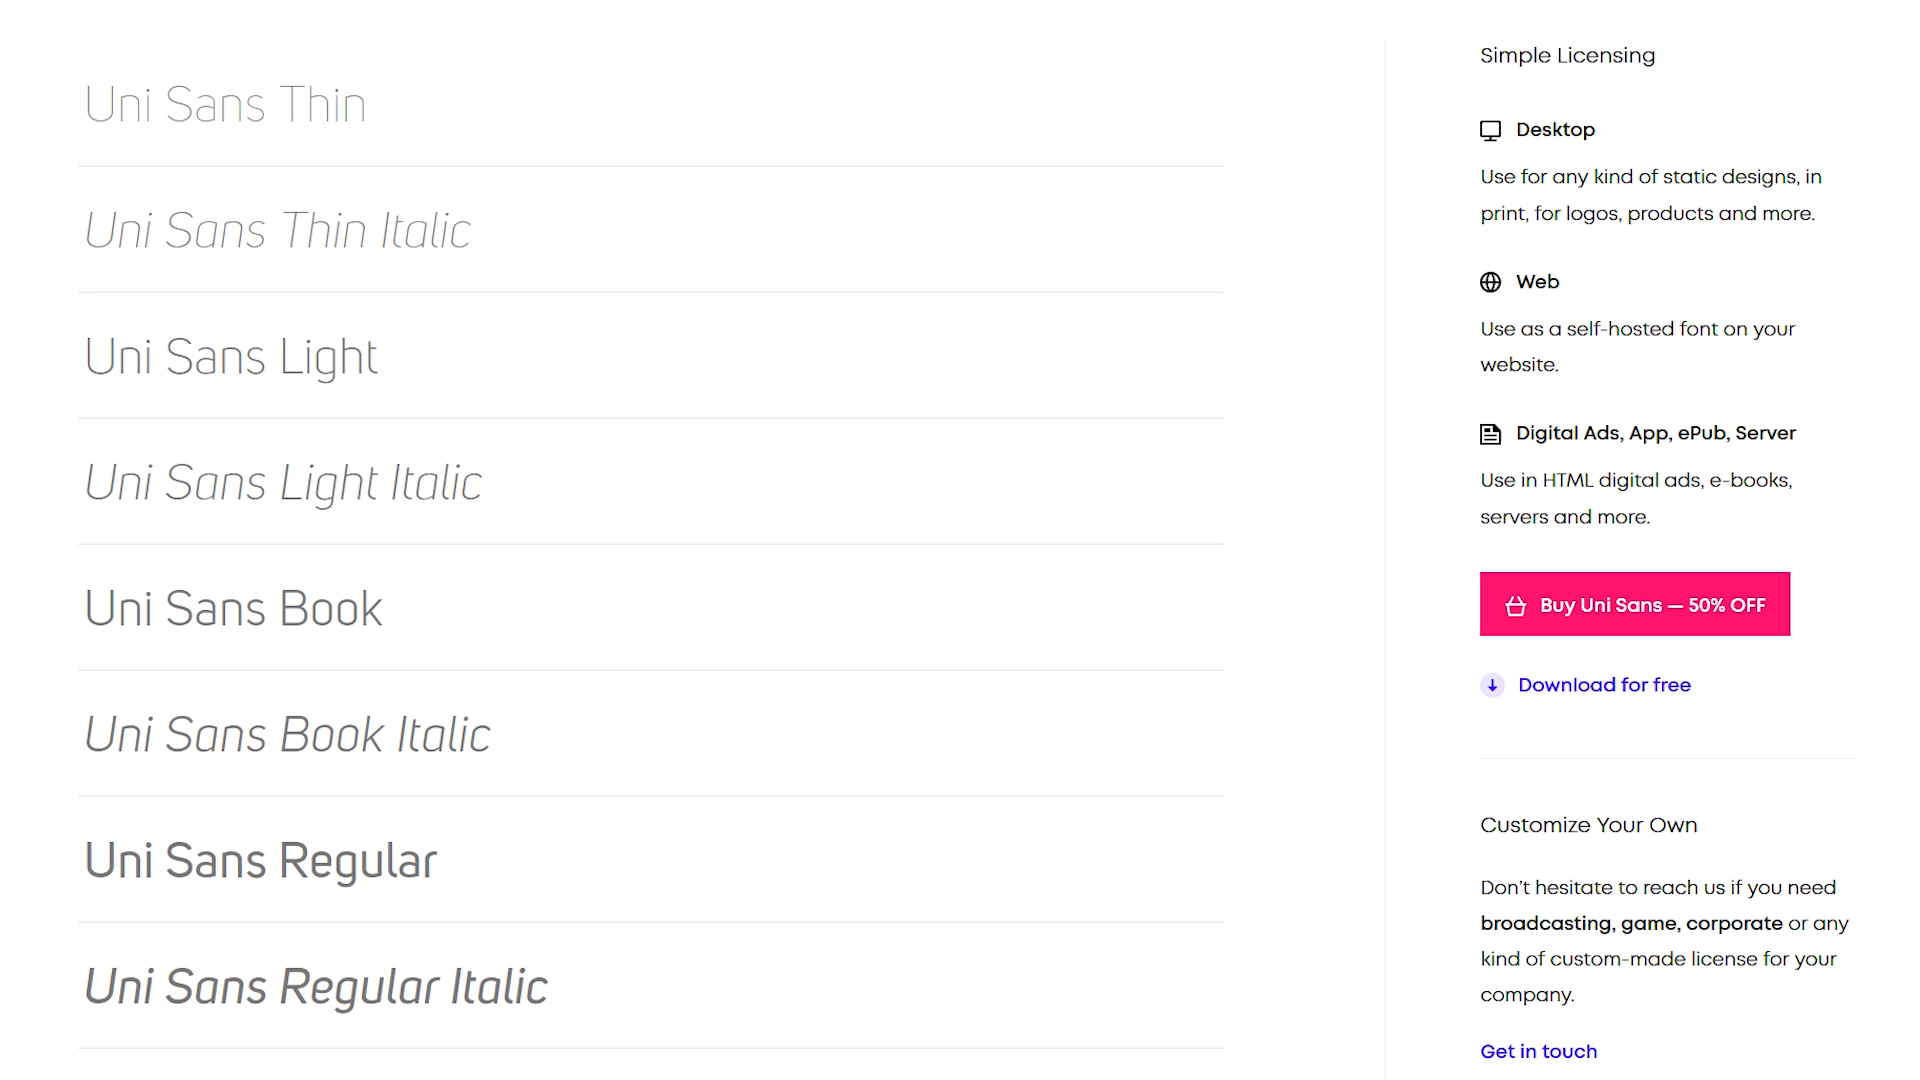 Uni Sans Thin
Uni Sans Thin Italic
Uni Sans Light
Uni Sans Light Italic
Uni Sans Book
Uni Sans Book Italic
Uni Sans Regular
Uni Sans Regular Italic
Simple Licensing
Desktop
Use for any kind of static designs, in
print, for logos, products and more.
Web
Use as a self-hosted font on your
website.
Digital Ads, App, ePub, Server
Use in HTML digital ads, e-books,
servers and more.
Buy Uni Sans — 50% OFF
Download for free
Customize Your Own
Don't hesitate to reach us if you need
broadcasting, game, corporate or any
kind of custom-made license for your
company.
Get in touch